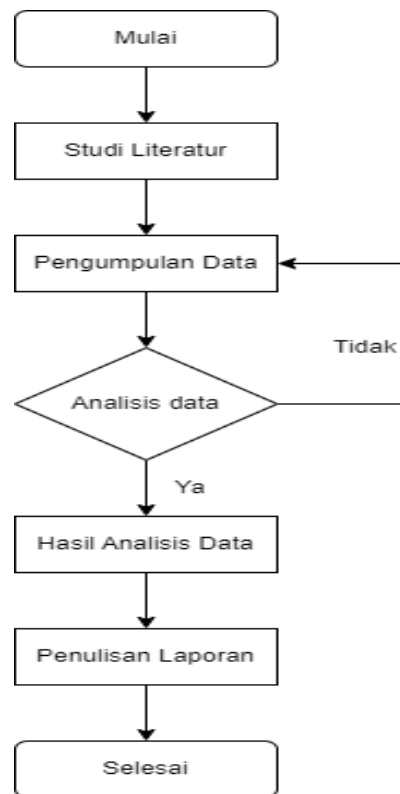 Mulai
Studi Literatur
Pengumpulan Data
Tidak
Analisis data
Ya
Hasil Analisis Data
Penulisan Laporan
Selesai